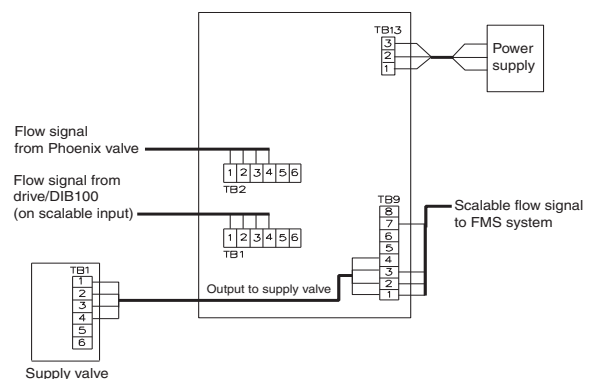 TB13
3
2
1
Power
supply
Flow signal
from Phoenix valve
1 2 3 4 5 6
TB2
Flow signal from
drive/DIB100
(on scalable input)
1 2 3 4 5 6
TB1
TB9
8
7
6
5
4
3
2
1
Scalable flow signal
to FMS system
Output to supply valve
TB1
1
2
3
4
5
6
Supply valve